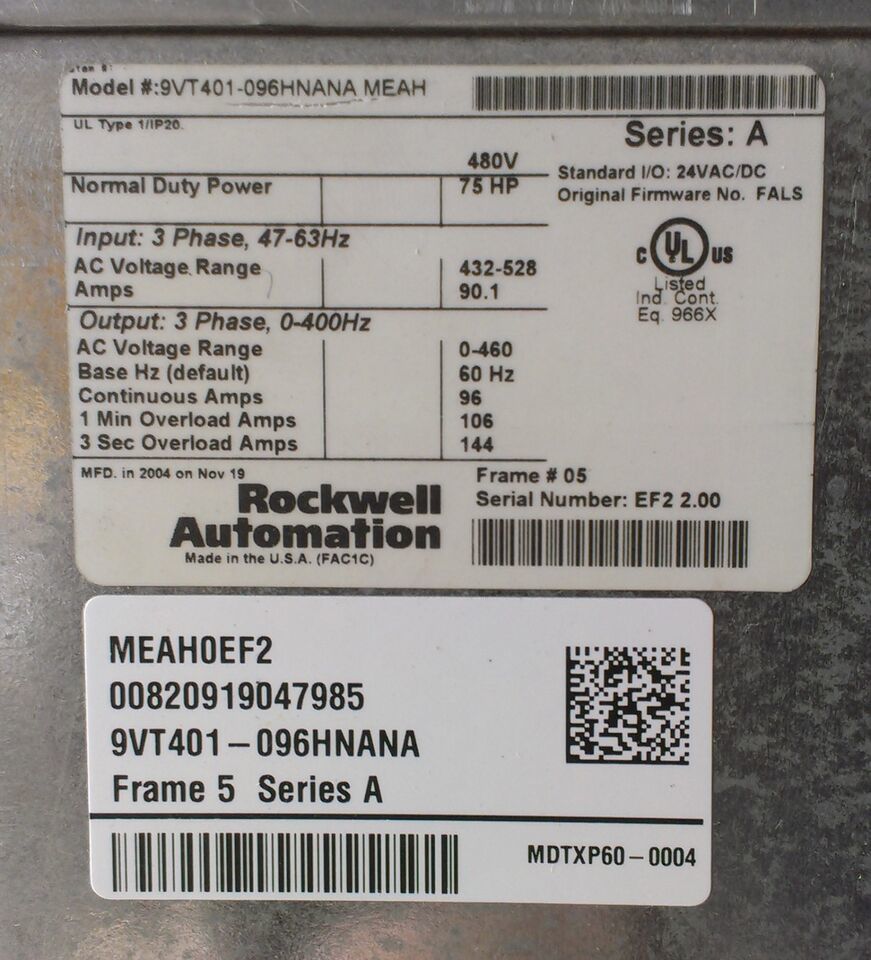 Model #:9VT401-096HNANA MEAH
UL Type 1/IP20.
Series: A
480V
Standard I/O: 24VAC/DC
Normal Duty Power 75 HP
Original Firmware No. FALS
Input: 3 Phase, 47-63Hz
AC Voltage Range 432-528
Amps 90.1
C UL US
Listed
Ind. Cont.
Eq. 966X
Output: 3 Phase, 0-400Hz
AC Voltage Range 0-460
Base Hz (default) 60 Hz
Continuous Amps 96
1 Min Overload Amps 106
3 Sec Overload Amps 144
MFD. in 2004 on Nov 19
Frame # 05
Serial Number: EF2 2.00
Rockwell
Automation
Made in the U.S.A. (FAC1C)
MEAH0EF2
00820919047985
9VT401-096HNANA
Frame 5 Series A
MDTXP60-0004